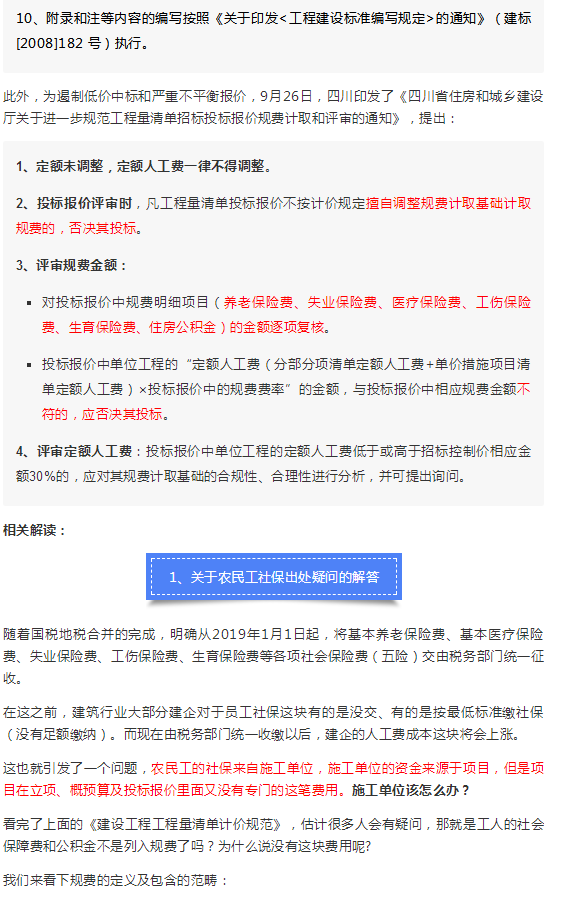 10、附录和注等内容的编写按照《关于印发<工程建设标准编写规定>的通知》（建标
[2008]182 号）执行。
此外，为遏制低价中标和严重不平衡报价，9月26日，四川印发了《四川省住房和城乡建设
厅关于进一步规范工程量清单招标投标报价规费计取和评审的通知》，提出：
1、定额未调整，定额人工费一律不得调整。
2、投标报价评审时，凡工程量清单投标报价不按计价规定擅自调整规费计取基础计取
规费的，否决其投标。
3、评审规费金额：
▪ 对投标报价中规费明细项目（养老保险费、失业保险费、医疗保险费、工伤保险
费、生育保险费、住房公积金）的金额逐项复核。
▪ 投标报价中单位工程的“定额人工费（分部分项清单定额人工费+单价措施项目清
单定额人工费）×投标报价中的规费费率”的金额，与投标报价中相应规费金额不
符的，应否决其投标。
4、评审定额人工费：投标报价中单位工程的定额人工费低于或高于招标控制价相应金
额30%的，应对其规费计取基础的合规性、合理性进行分析，并可提出询问。
相关解读：
1、关于农民工社保出处疑问的解答
随着国税地税合并的完成，明确从2019年1月1日起，将基本养老保险费、基本医疗保险
费、失业保险费、工伤保险费、生育保险费等各项社会保险费（五险）交由税务部门统一征
收。
在这之前，建筑行业大部分建企对于员工社保这块有的是没交、有的是按最低标准缴社保
（没有足额缴纳）。而现在由税务部门统一收缴以后，建企的人工费成本这块将会上涨。
这也就引发了一个问题，农民工的社保来自施工单位，施工单位的资金来源于项目，但是项
目在立项、概预算及投标报价里面又没有专门的这笔费用。施工单位该怎么办？
看完了上面的《建设工程工程量清单计价规范》，估计很多人会有疑问，那就是工人的社会
保障费和公积金不是列入规费了吗？为什么说没有这块费用呢?
我们来看下规费的定义及包含的范畴：